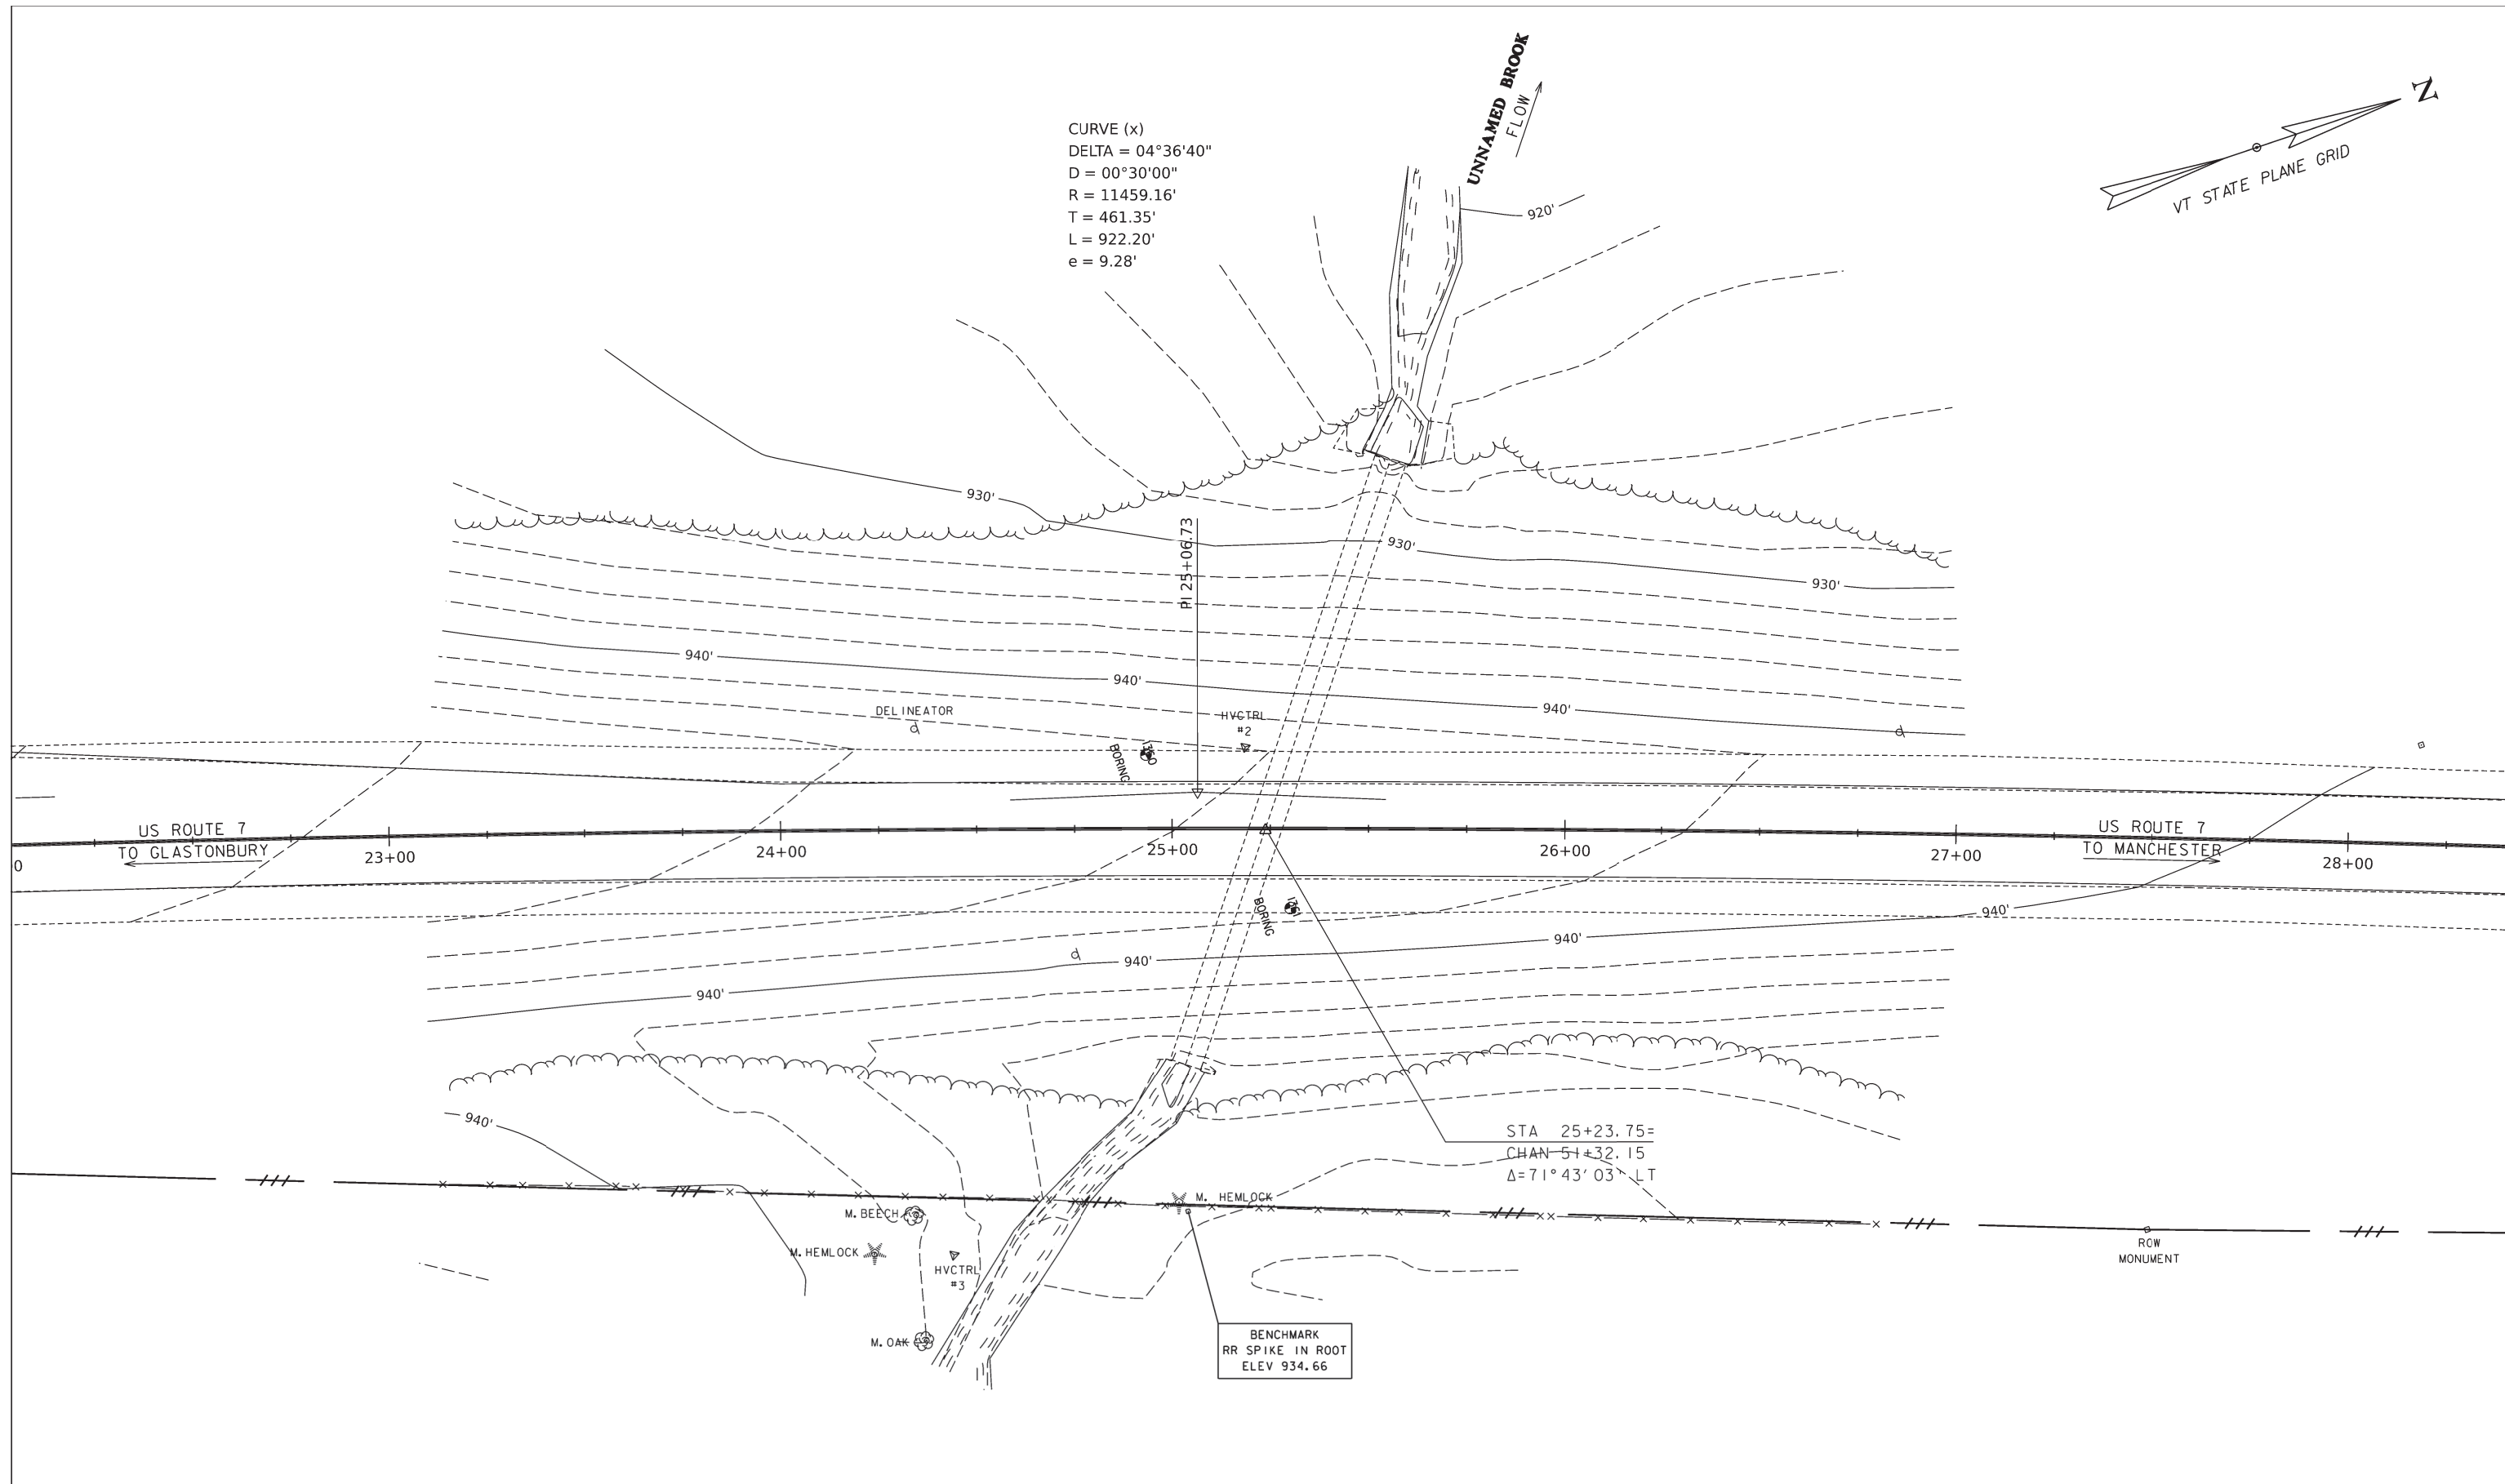 UNNAMED BROOK
FLOW
Z
VT STATE PLANE GRID
CURVE (x)
DELTA = 04°36'40"
D = 00°30'00"
R = 11459.16'
T = 461.35'
L = 922.20'
e = 9.28'
920'
930'
930'
930'
PI 25+06.73
940'
940'
940'
DELINEATOR
HVCTRL
#2
BORING
US ROUTE 7
TO GLASTONBURY
0
23+00
24+00
25+00
26+00
27+00
28+00
US ROUTE 7
TO MANCHESTER
BORING
940'
940'
940'
940'
940'
STA 25+23.75=
CHAN 51+32.15
Δ=71°43'03" LT
M. HEMLOCK
M. BEECH
M. HEMLOCK
HVCTRL
#3
M. OAK
ROW
MONUMENT
BENCHMARK
RR SPIKE IN ROOT
ELEV 934.66